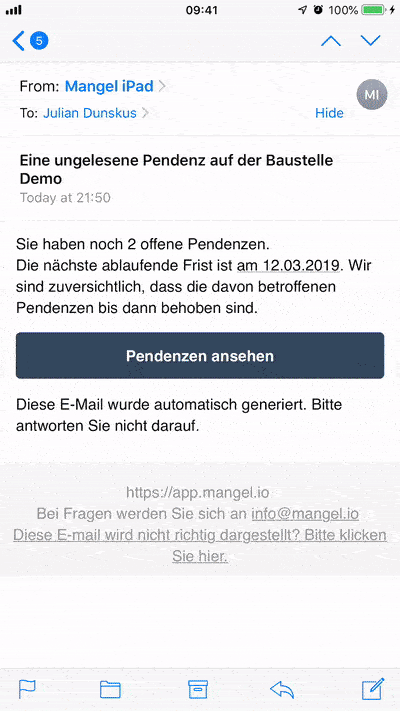 09:41
100%
5
From: Mangel iPad
MI
To: Julian Dunskus
Hide
Eine ungelesene Pendenz auf der Baustelle
Demo
Today at 21:50
Sie haben noch 2 offene Pendenzen.
Die nächste ablaufende Frist ist am 12.03.2019. Wir
sind zuversichtlich, dass die davon betroffenen
Pendenzen bis dann behoben sind.
Pendenzen ansehen
Diese E-Mail wurde automatisch generiert. Bitte
antworten Sie nicht darauf.
https://app.mangel.io
Bei Fragen werden Sie sich an info@mangel.io
Diese E-mail wird nicht richtig dargestellt? Bitte klicken
Sie hier.